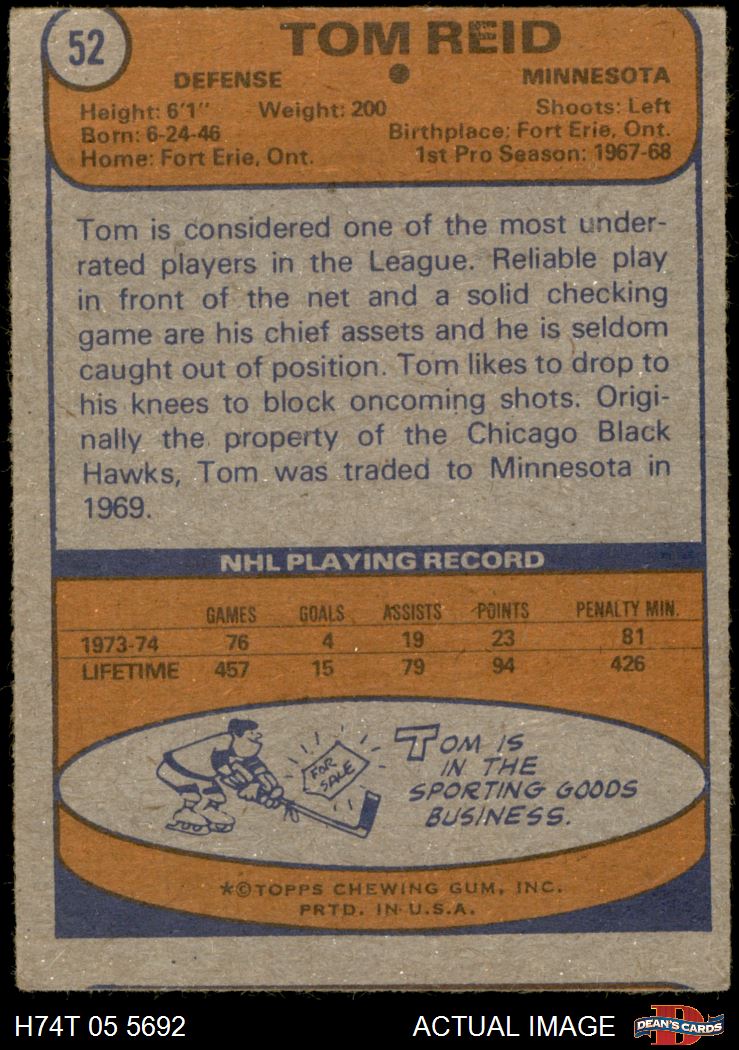 52
TOM REID
DEFENSE
MINNESOTA
Height: 6'1" Weight: 200 Shoots: Left
Born: 6-24-46 Birthplace: Fort Erie, Ont.
Home: Fort Erie, Ont. 1st Pro Season: 1967-68
Tom is considered one of the most under-
rated players in the League. Reliable play
in front of the net and a solid checking
game are his chief assets and he is seldom
caught out of position. Tom likes to drop to
his knees to block oncoming shots. Origi-
nally the property of the Chicago Black
Hawks, Tom was traded to Minnesota in
1969.
NHL PLAYING RECORD
GAMES GOALS ASSISTS POINTS PENALTY MIN.
1973-74 76 4 19 23 81
LIFETIME 457 15 79 94 426
FOR
SALE
TOM IS
IN THE
SPORTING GOODS
BUSINESS.
*©TOPPS CHEWING GUM, INC.
PRTD. IN U.S.A.
H74T 05 5692 ACTUAL IMAGE
D
DEAN'S CARDS